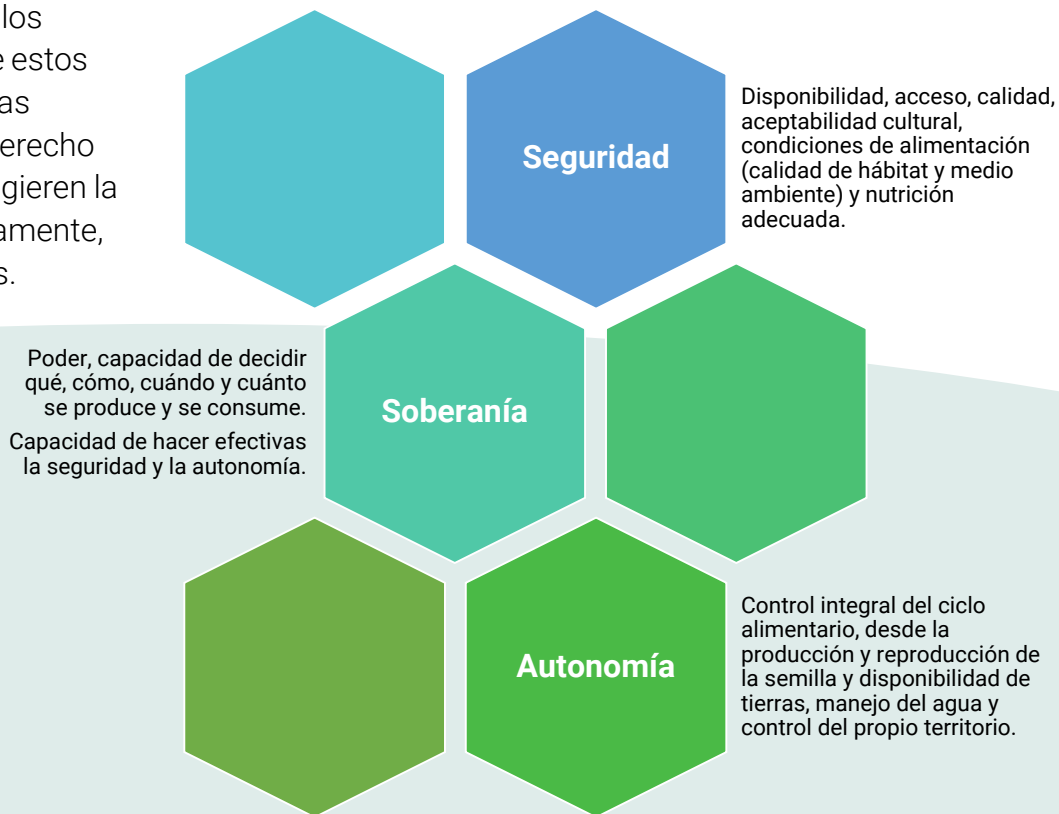 los
estos
as
erecho
gieren la
amente,
s.
Seguridad
Disponibilidad, acceso, calidad,
aceptabilidad cultural,
condiciones de alimentación
(calidad de hábitat y medio
ambiente) y nutrición
adecuada.
Poder, capacidad de decidir
qué, cómo, cuándo y cuánto
se produce y se consume.
Capacidad de hacer efectivas
la seguridad y la autonomía.
Soberanía
Autonomía
Control integral del ciclo
alimentario, desde la
producción y reproducción de
la semilla y disponibilidad de
tierras, manejo del agua y
control del propio territorio.